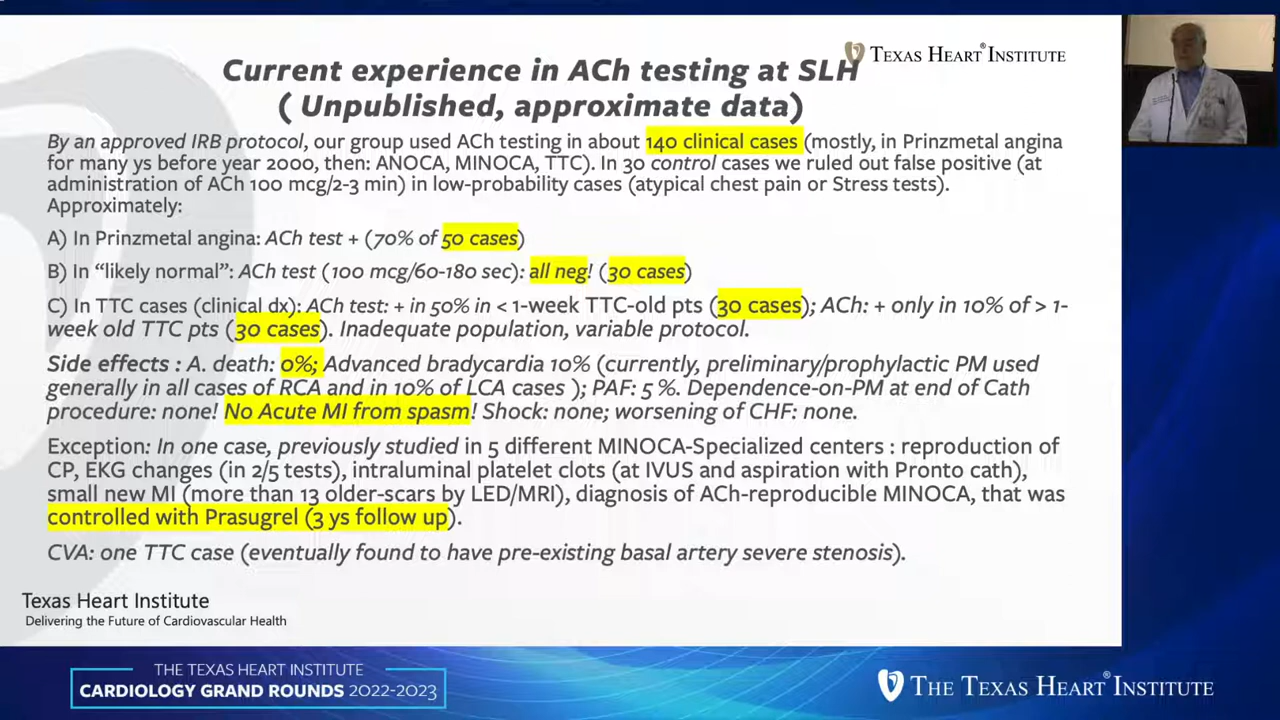 Current experience in ACh testing at SLH
TEXAS HEART® INSTITUTE
( Unpublished, approximate data)
By an approved IRB protocol, our group used ACh testing in about 140 clinical cases (mostly, in Prinzmetal angina
for many ys before year 2000, then: ANOCA, MINOCA, TTC). In 30 control cases we ruled out false positive (at
administration of ACh 100 mcg/2-3 min) in low-probability cases (atypical chest pain or Stress tests).
Approximately:
A) In Prinzmetal angina: ACh test + (70% of 50 cases)
B) In “likely normal”: ACh test (100 mcg/60-180 sec): all neg! (30 cases)
C) In TTC cases (clinical dx): ACh test: + in 50% in < 1-week TTC-old pts (30 cases); ACh: + only in 10% of > 1-
week old TTC pts (30 cases). Inadequate population, variable protocol.
Side effects : A. death: 0%; Advanced bradycardia 10% (currently, preliminary/prophylactic PM used
generally in all cases of RCA and in 10% of LCA cases ); PAF: 5 %. Dependence-on-PM at end of Cath
procedure: none! No Acute MI from spasm! Shock: none; worsening of CHF: none.
Exception: In one case, previously studied in 5 different MINOCA-Specialized centers : reproduction of
CP, EKG changes (in 2/5 tests), intraluminal platelet clots (at IVUS and aspiration with Pronto cath),
small new MI (more than 13 older-scars by LED/MRI), diagnosis of ACh-reproducible MINOCA, that was
controlled with Prasugrel (3 ys follow up).
CVA: one TTC case (eventually found to have pre-existing basal artery severe stenosis).
Texas Heart Institute
Delivering the Future of Cardiovascular Health
THE TEXAS HEART INSTITUTE
CARDIOLOGY GRAND ROUNDS 2022-2023
THE TEXAS HEART® INSTITUTE